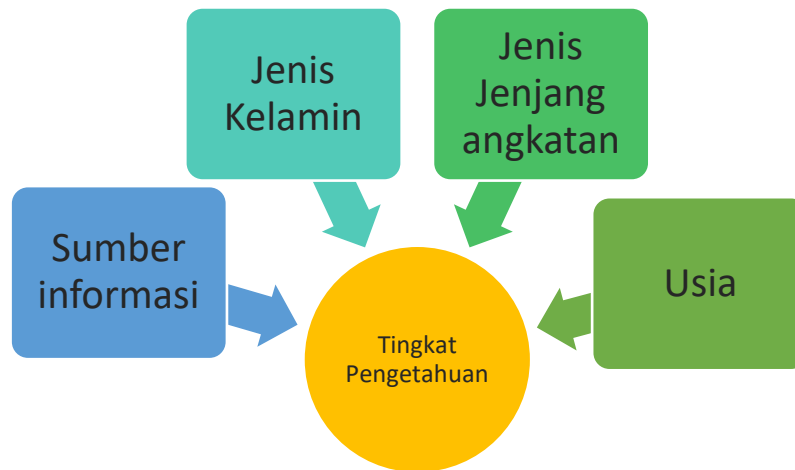 Jenis
Kelamin
Jenis
Jenjang
angkatan
Sumber
informasi
Usia
Tingkat
Pengetahuan